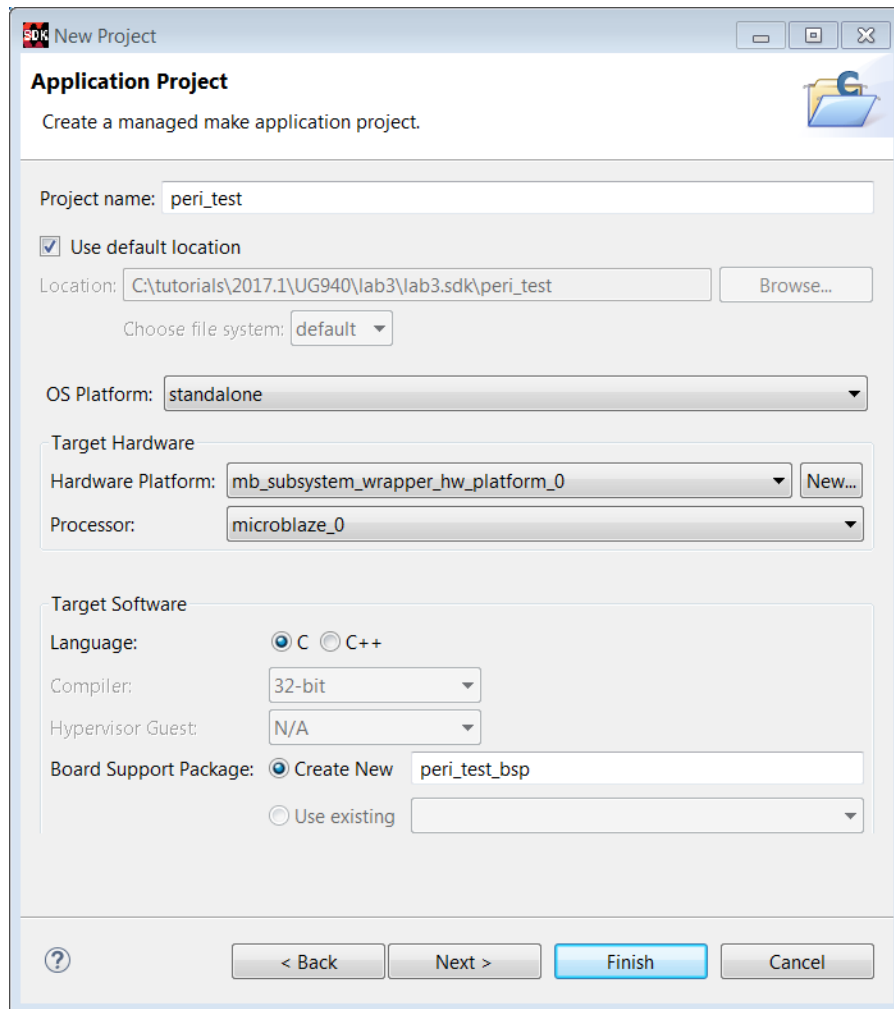 SDK New Project
Application Project
Create a managed make application project.
C
Project name: peri_test
Use default location
Location: C:\tutorials\2017.1\UG940\lab3\lab3.sdk\peri_test Browse...
Choose file system: default
OS Platform: standalone
Target Hardware
Hardware Platform: mb_subsystem_wrapper_hw_platform_0 New...
Processor: microblaze_0
Target Software
Language: C C++
Compiler: 32-bit
Hypervisor Guest: N/A
Board Support Package: Create New peri_test_bsp
Use existing
? < Back Next > Finish Cancel